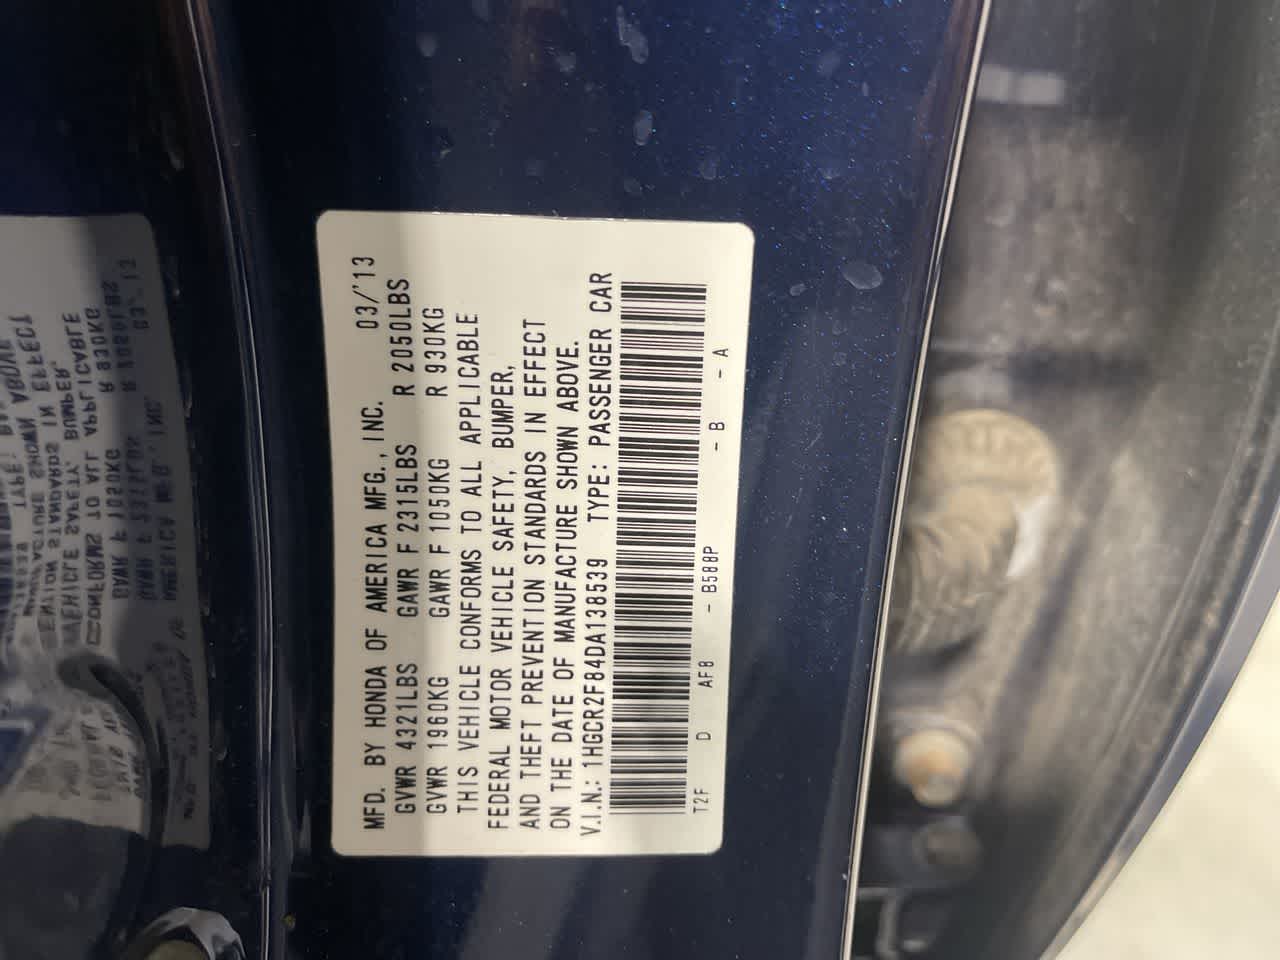 MFD. BY HONDA OF AMERICA MFG., INC. 03/'13
GVWR 4321LBS GAWR F 2315LBS R 2050LBS
GVWR 1960KG GAWR F 1050KG R 930KG
THIS VEHICLE CONFORMS TO ALL APPLICABLE
FEDERAL MOTOR VEHICLE SAFETY, BUMPER,
AND THEFT PREVENTION STANDARDS IN EFFECT
ON THE DATE OF MANUFACTURE SHOWN ABOVE.
V.I.N.: 1HGCR2F84DA138539 TYPE: PASSENGER CAR
T2F D AF8 - B588P - B - A